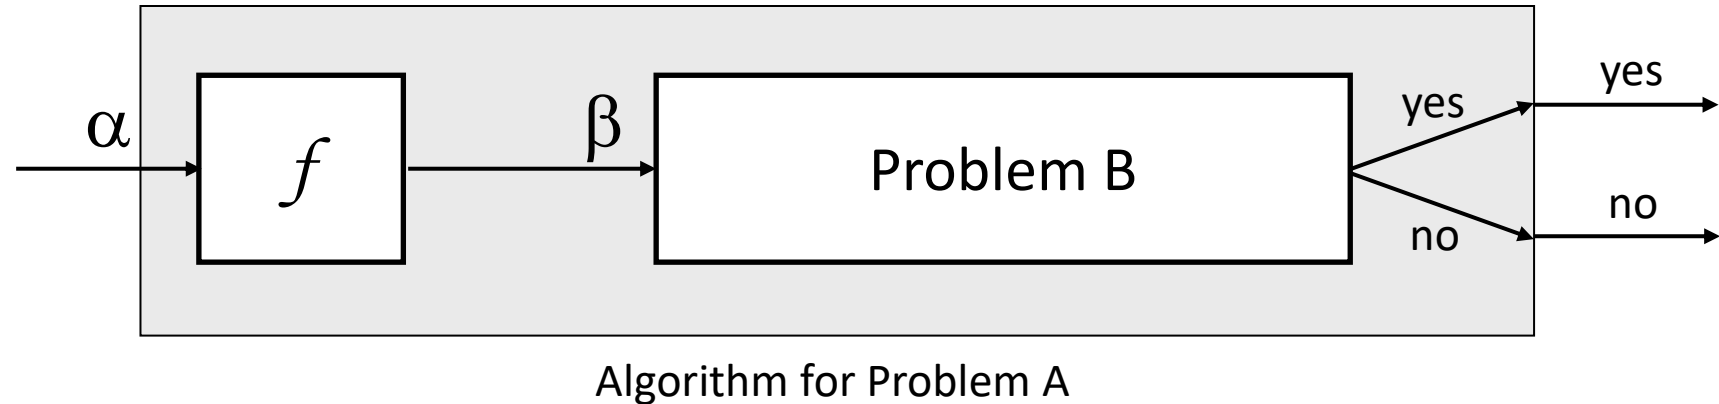 α
f
β
Problem B
yes
no
yes
no
Algorithm for Problem A